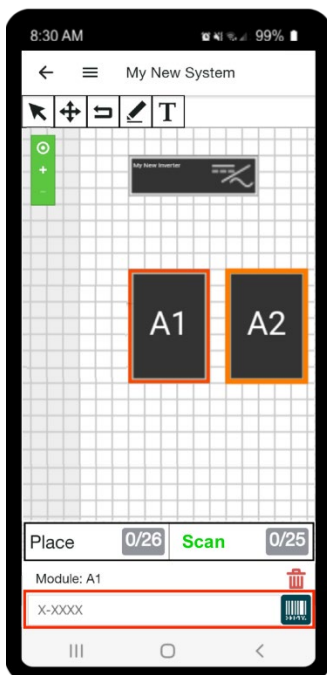 8:30 AM 99%
My New System
T
My New Inverter
A1 A2
Place 0/26 Scan 0/25
Module: A1
X-XXXX